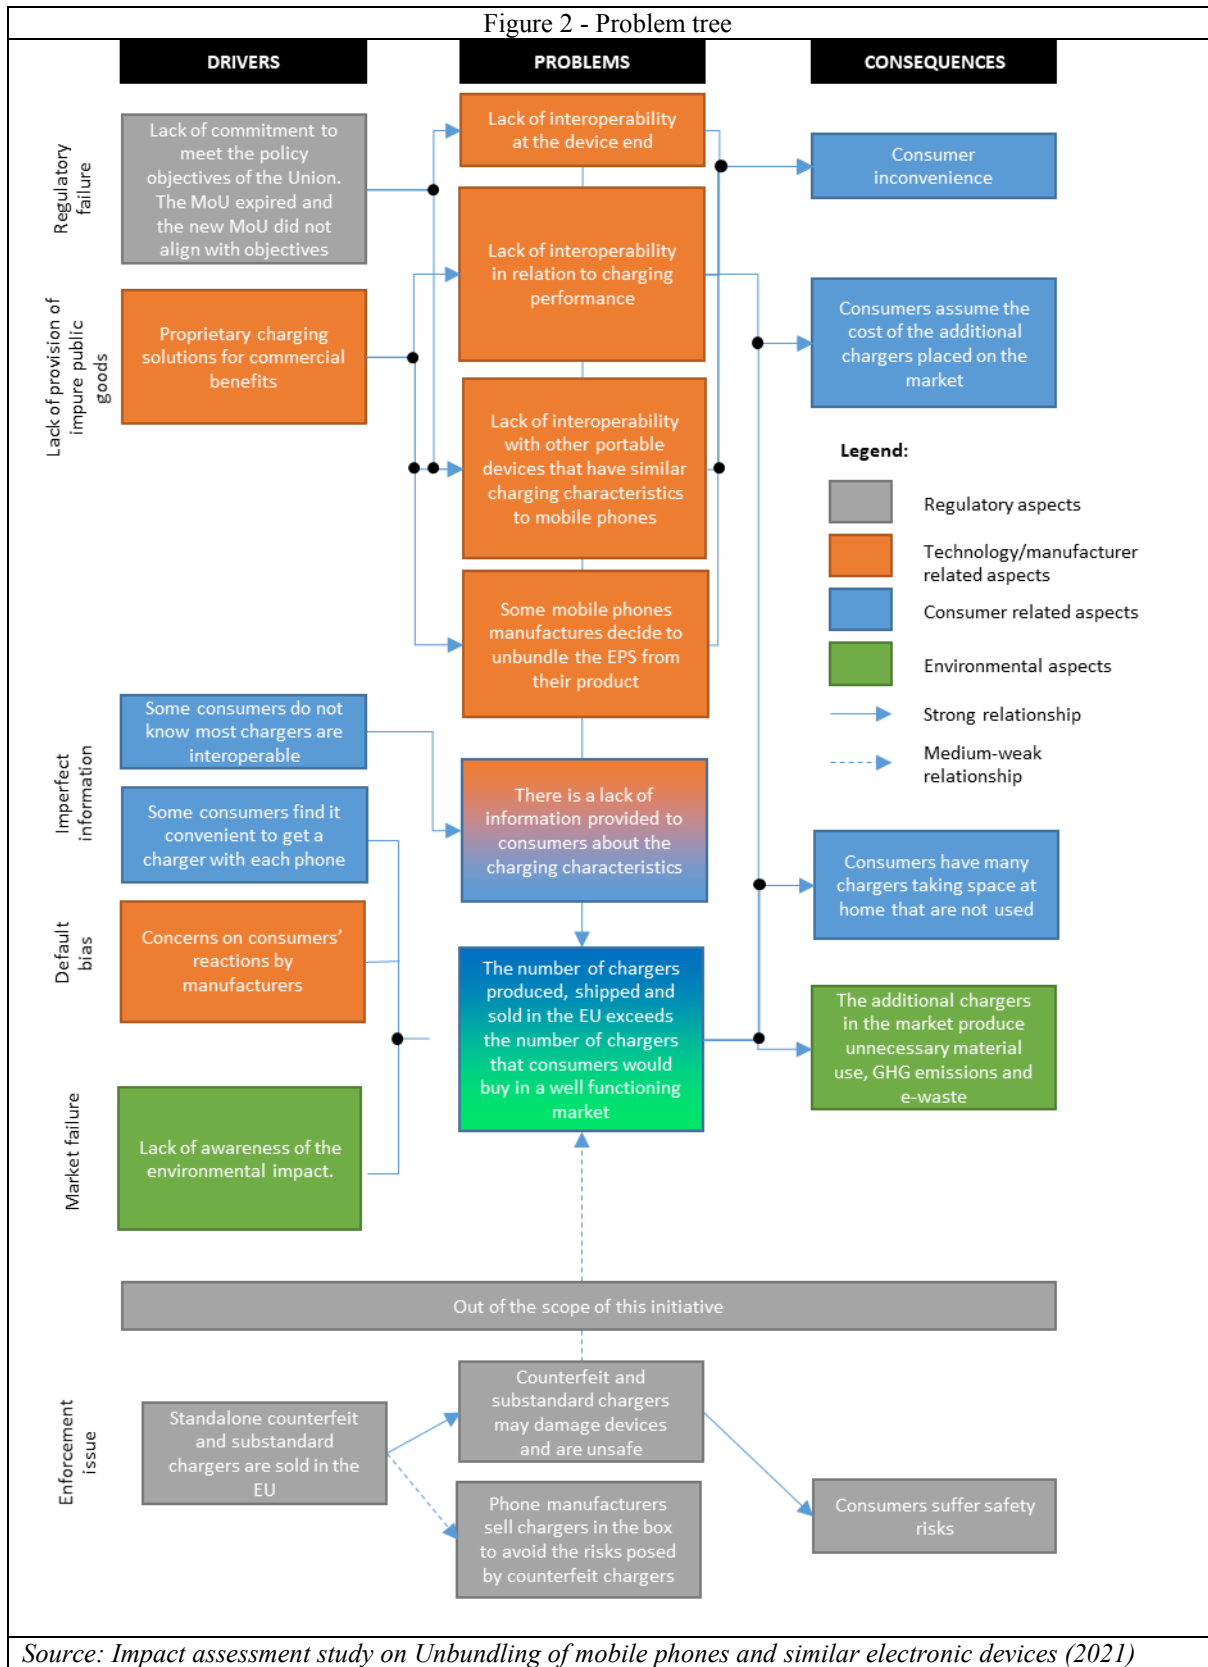 Figure 2 - Problem tree
DRIVERS
PROBLEMS
CONSEQUENCES
Regulatory
failure
Lack of commitment to
meet the policy
objectives of the Union.
The MoU expired and
the new MoU did not
align with objectives
Lack of interoperability
at the device end
Consumer
inconvenience
Lack of provision of
impure public
goods
Proprietary charging
solutions for commercial
benefits
Lack of interoperability
in relation to charging
performance
Consumers assume the
cost of the additional
chargers placed on the
market
Lack of interoperability
with other portable
devices that have similar
charging characteristics
to mobile phones
Legend:
Regulatory aspects
Technology/manufacturer
related aspects
Consumer related aspects
Environmental aspects
Strong relationship
Medium-weak
relationship
Some mobile phones
manufactures decide to
unbundle the EPS from
their product
Imperfect
information
Some consumers do not
know most chargers are
interoperable
Some consumers find it
convenient to get a
charger with each phone
There is a lack of
information provided to
consumers about the
charging characteristics
Consumers have many
chargers taking space at
home that are not used
Default
bias
Concerns on consumers’
reactions by
manufacturers
The number of chargers
produced, shipped and
sold in the EU exceeds
the number of chargers
that consumers would
buy in a well functioning
market
The additional chargers
in the market produce
unnecessary material
use, GHG emissions and
e-waste
Market failure
Lack of awareness of the
environmental impact.
Out of the scope of this initiative
Enforcement
issue
Standalone counterfeit
and substandard
chargers are sold in the
EU
Counterfeit and
substandard chargers
may damage devices
and are unsafe
Phone manufacturers
sell chargers in the box
to avoid the risks posed
by counterfeit chargers
Consumers suffer safety
risks
Source: Impact assessment study on Unbundling of mobile phones and similar electronic devices (2021)